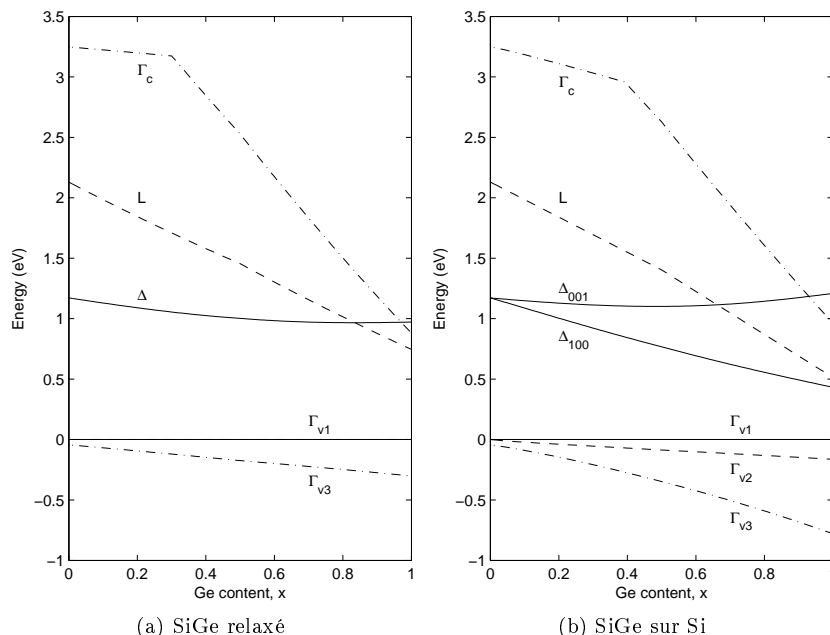 3.5
3
2.5
2
1.5
1
0.5
0
−0.5
−1
Energy (eV)
Γc
L
Δ
Γv1
Γv3
0
0.2
0.4
0.6
0.8
1
Ge content, x
(a) SiGe relaxé
3.5
3
2.5
2
1.5
1
0.5
0
−0.5
−1
Energy (eV)
Γc
L
Δ001
Δ100
Γv1
Γv2
Γv3
0
0.2
0.4
0.6
0.8
Ge content, x
(b) SiGe sur Si